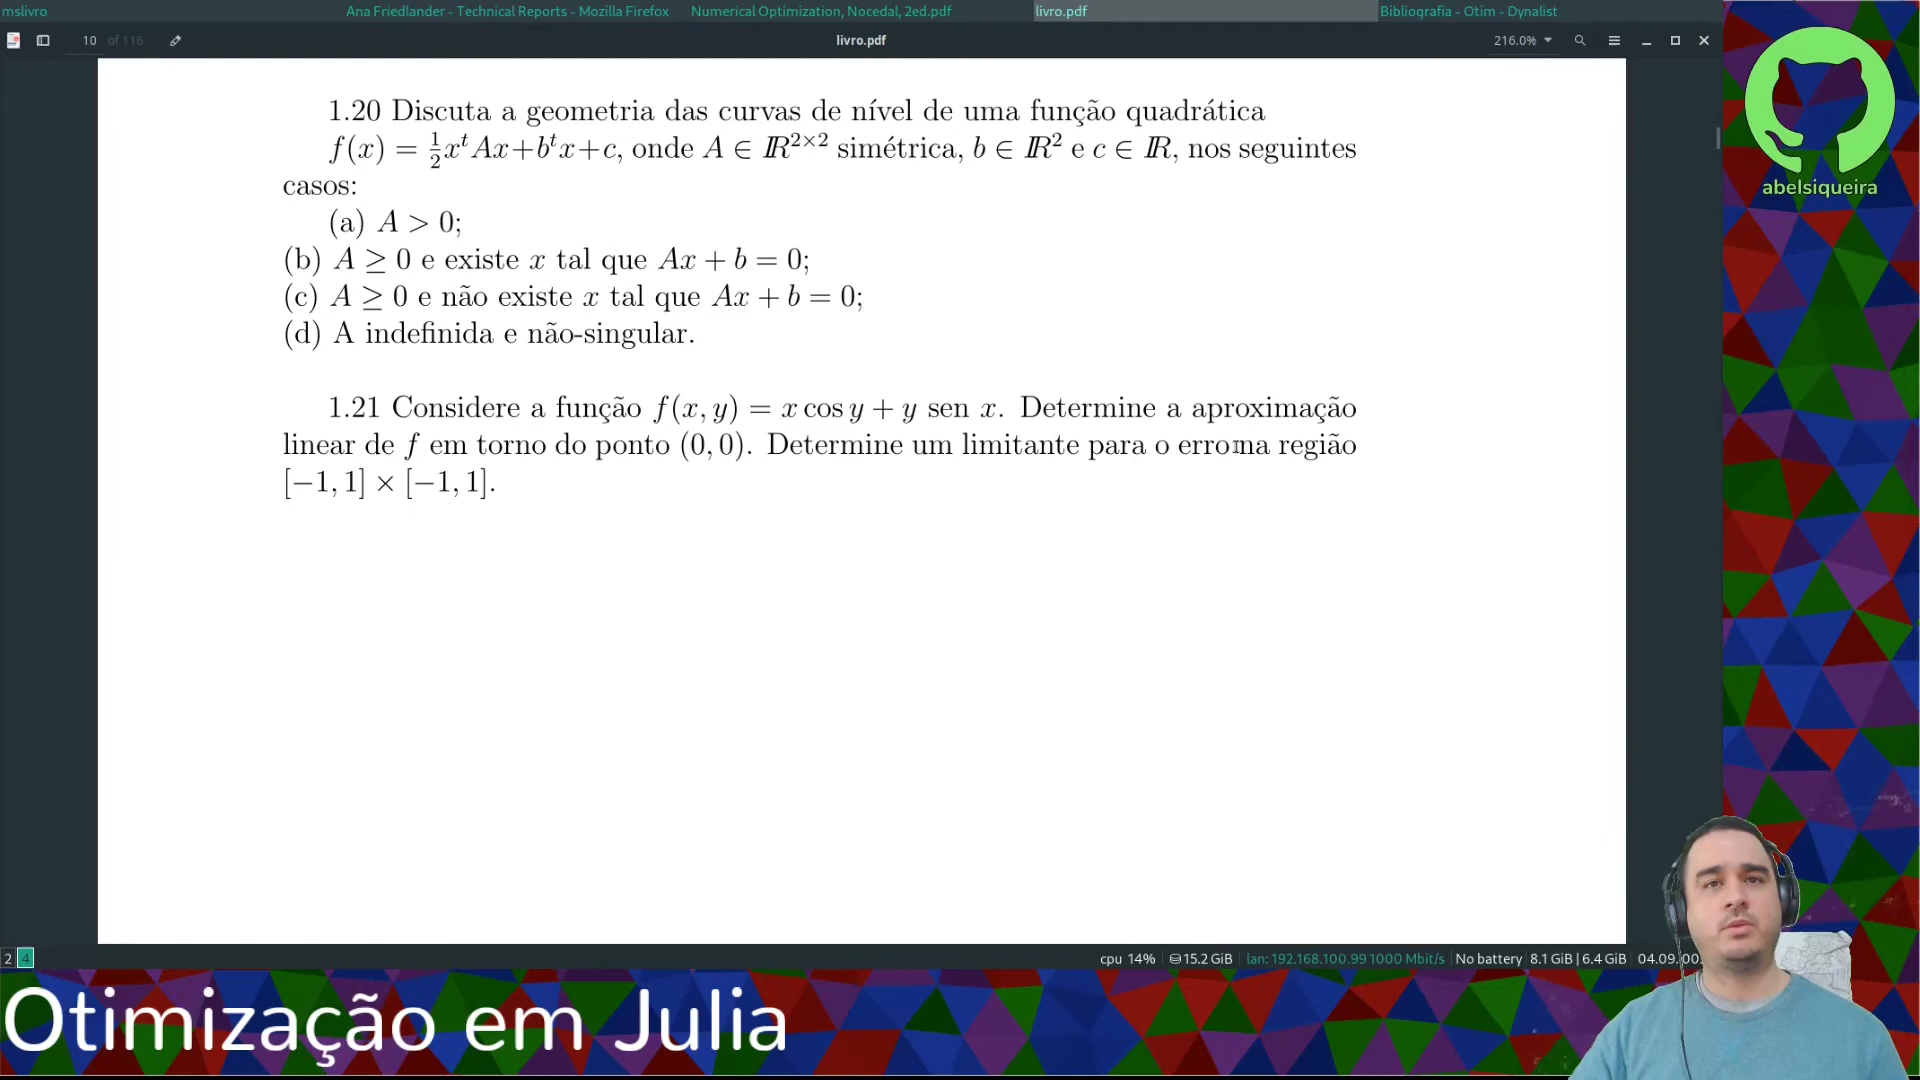 mslivro Ana Friedlander - Technical Reports - Mozilla Firefox Numerical Optimization, Nocedal, 2ed.pdf livro.pdf Bibliografia - Otim - Dynalist
10 of 116 livro.pdf 216.0%
abelsiqueira
1.20 Discuta a geometria das curvas de nível de uma função quadrática
f(x) = ½xᵗAx+bᵗx+c, onde A ∈ ℝ²ˣ² simétrica, b ∈ ℝ² e c ∈ ℝ, nos seguintes
casos:
(a) A > 0;
(b) A ≥ 0 e existe x tal que Ax + b = 0;
(c) A ≥ 0 e não existe x tal que Ax + b = 0;
(d) A indefinida e não-singular.
1.21 Considere a função f(x, y) = x cos y + y sen x. Determine a aproximação
linear de f em torno do ponto (0, 0). Determine um limitante para o erro na região
[−1, 1] × [−1, 1].
2 4 cpu 14% 15.2 GiB lan: 192.168.100.99 1000 Mbit/s No battery 8.1 GiB | 6.4 GiB 04.09.
Otimização em Julia